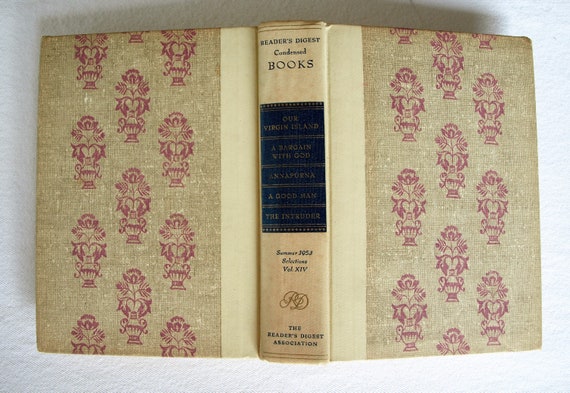 READER'S DIGEST
Condensed
BOOKS
OUR
VIRGIN ISLAND
A BARGAIN
WITH GOD
ANNAPURNA
A GOOD MAN
THE INTRUDER
Summer 1953
Selections
Vol. XIV
RD
THE
READER'S DIGEST
ASSOCIATION